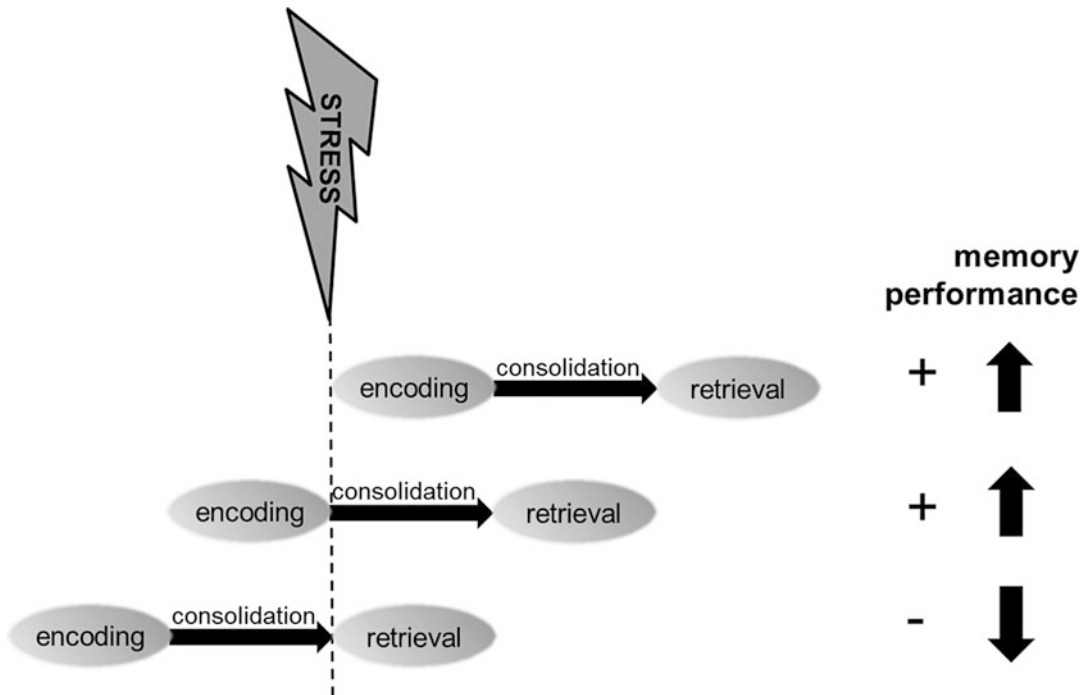 STRESS
memory
performance
encoding consolidation retrieval +
encoding consolidation retrieval +
encoding consolidation retrieval -